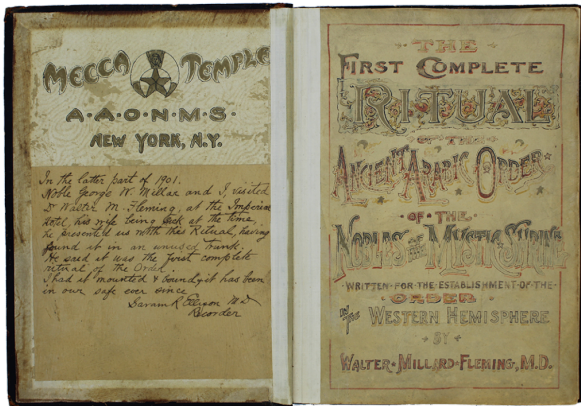 MECCA TEMPLE
A·A·O·N·M·S·
NEW YORK, N.Y.
In the latter part of 1901.
Noble George W. Millar and I visited
Dr Walter M. Fleming, at the Imperial
Hotel, his wife being sick at the time,
he presented us with this Ritual, having
found it in an unused trunk.
He said it was the first complete
ritual of the Order.
I had it mounted & bound & it has been
in our safe ever since
Ellison M.D
Recorder
THE
FIRST COMPLETE
RITUAL
OF THE
ANCIENT ARABIC ORDER
· OF THE ·
NOBLES OF THE MYSTIC SHRINE
·WRITTEN·FOR·THE·ESTABLISHMENT·OF·THE·
ORDER
IN THE WESTERN HEMISPHERE
·BY·
WALTER·MILLARD·FLEMING, M.D.